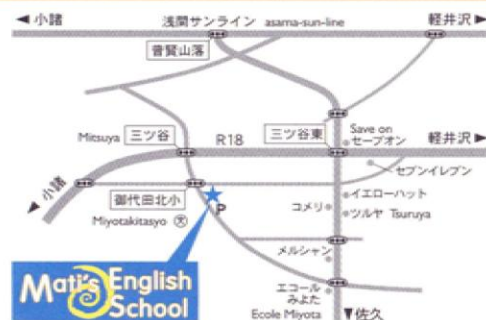 ◀ 小諸
浅間サンライン asama-sun-line
軽井沢 ▶
普賢山落
Mitsuya
三ツ谷
R18
三ツ谷東
Save on
セーブオン
軽井沢 ▶
セブンイレブン
◀ 小諸
御代田北小
Miyotakitasyo 文
P
コメリ
イエローハット
ツルヤ Tsuruya
メルシャン
エコール
みよた
Ecole Miyota
▼佐久
Mati's English
School